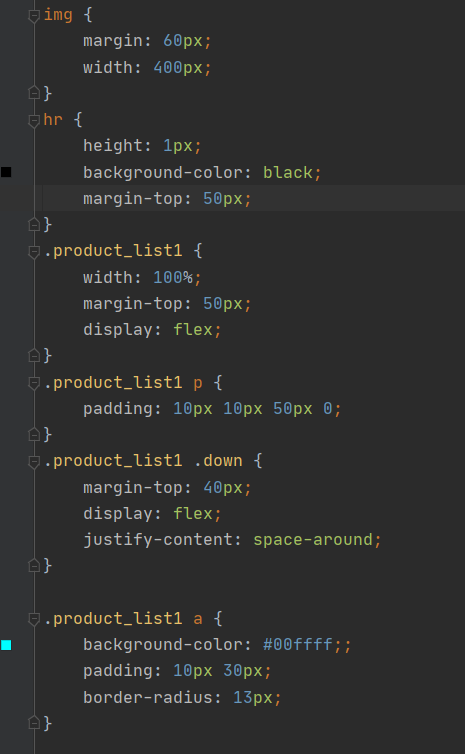 img {
    margin: 60px;
    width: 400px;
}
hr {
    height: 1px;
    background-color: black;
    margin-top: 50px;
}
.product_list1 {
    width: 100%;
    margin-top: 50px;
    display: flex;
}
.product_list1 p {
    padding: 10px 10px 50px 0;
}
.product_list1 .down {
    margin-top: 40px;
    display: flex;
    justify-content: space-around;
}

.product_list1 a {
    background-color: #00ffff;;
    padding: 10px 30px;
    border-radius: 13px;
}